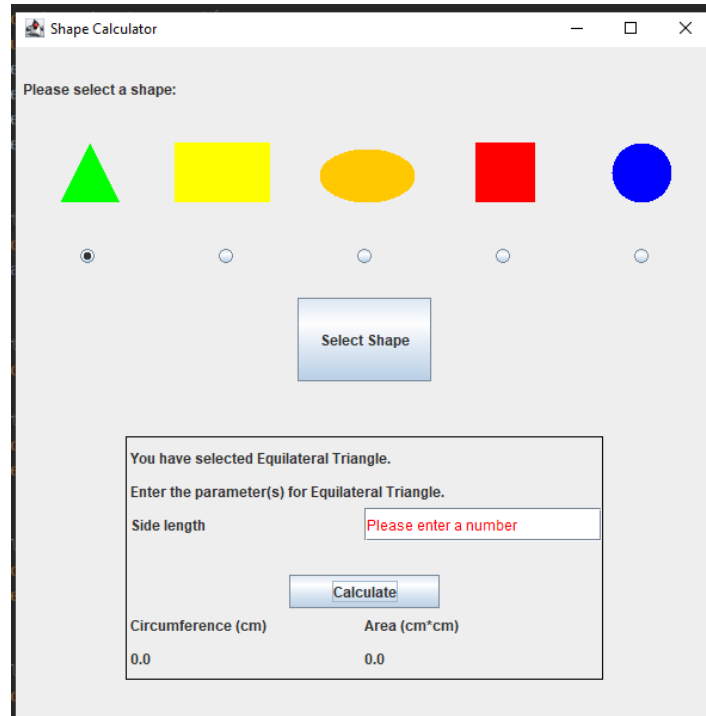 Shape Calculator
Please select a shape:
Select Shape
You have selected Equilateral Triangle.
Enter the parameter(s) for Equilateral Triangle.
Side length Please enter a number
Calculate
Circumference (cm) Area (cm*cm)
0.0 0.0